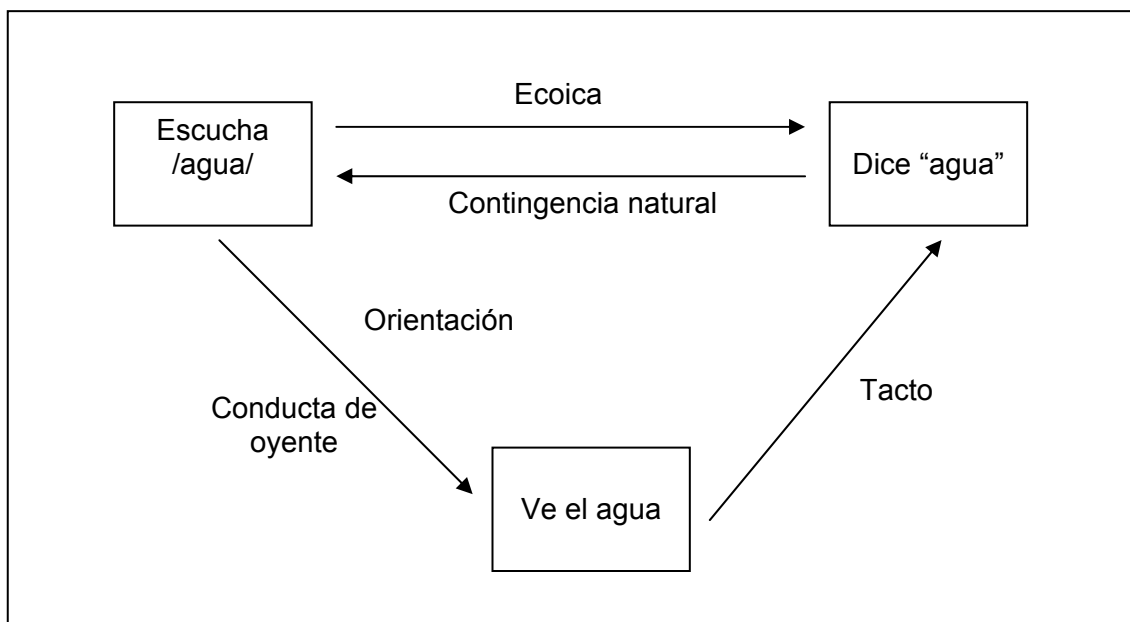 Ecoica
Escucha
/agua/
Dice “agua”
Contingencia natural
Orientación
Conducta de
oyente
Tacto
Ve el agua